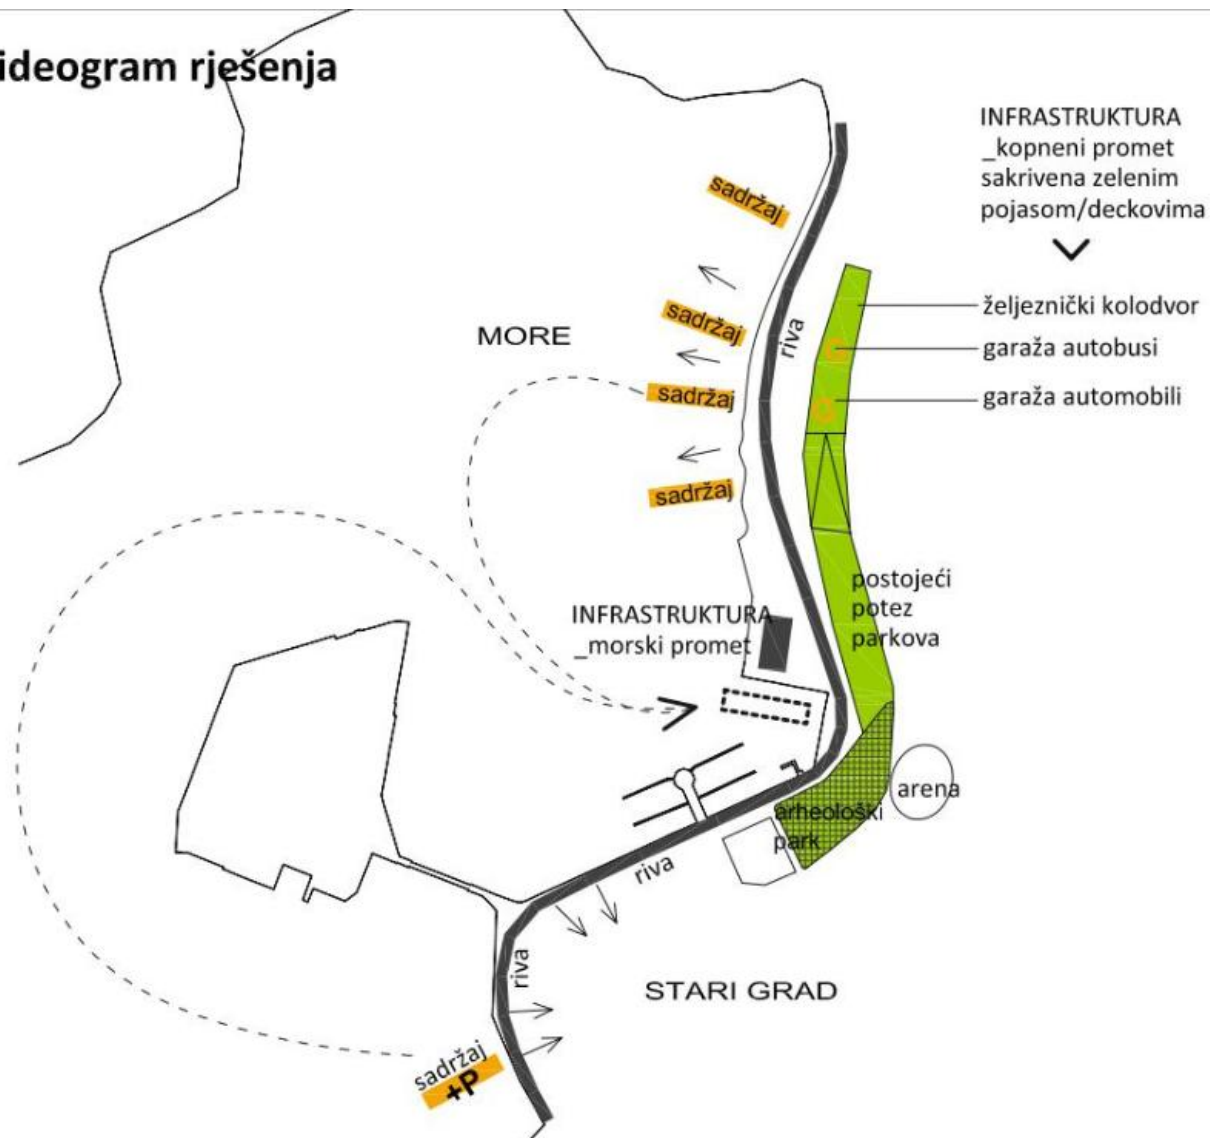 ideogram rješenja
INFRASTRUKTURA
_kopneni promet
sakrivena zelenim
pojasom/deckovima
sadržaj
željeznički kolodvor
sadržaj
riva
MORE
garaža autobusi
sadržaj
garaža automobili
sadržaj
postojeći
potez
parkova
INFRASTRUKTURA
_morski promet
arena
arheološki
park
riva
riva
STARI GRAD
sadržaj
+P